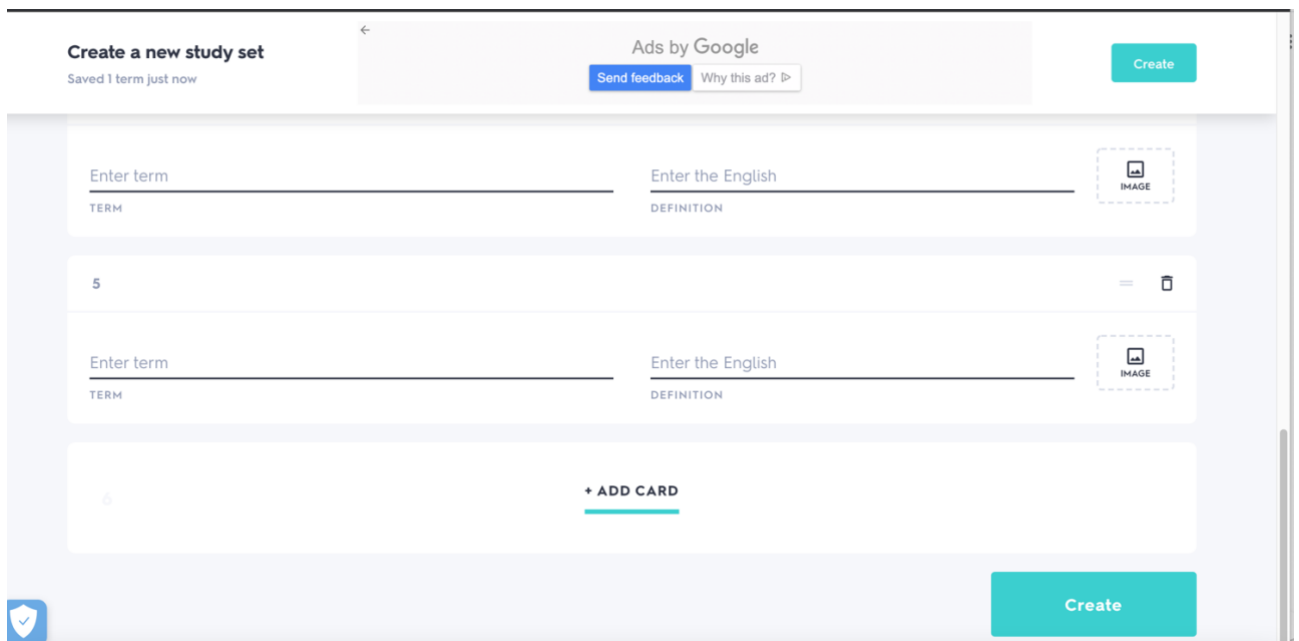 Create a new study set
Saved 1 term just now
Ads by Google
Send feedback
Why this ad?
Create
Enter term
Enter the English
IMAGE
TERM
DEFINITION
5
Enter term
Enter the English
IMAGE
TERM
DEFINITION
6
+ ADD CARD
Create